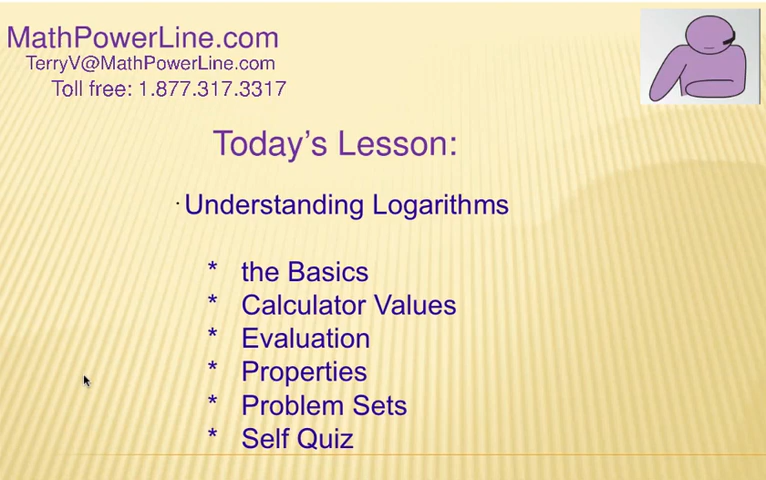 MathPowerLine.com
TerryV@MathPowerLine.com
Toll free: 1.877.317.3317
Today's Lesson:
· Understanding Logarithms
* the Basics
* Calculator Values
* Evaluation
* Properties
* Problem Sets
* Self Quiz